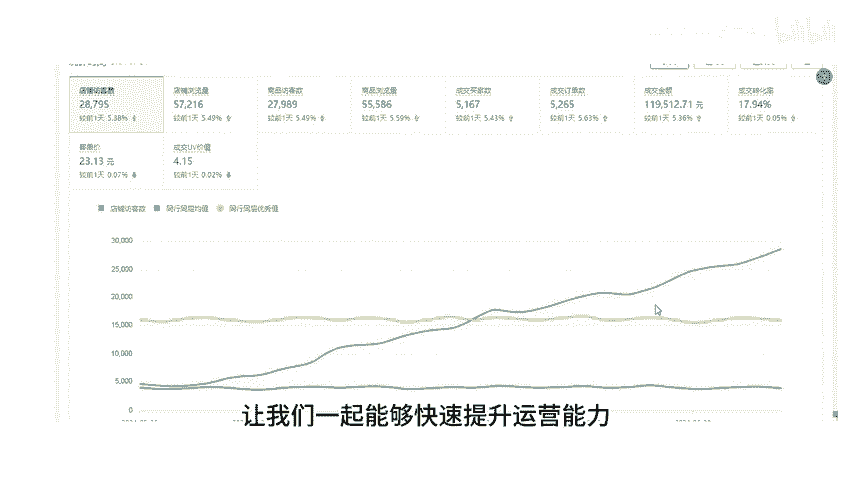 店铺访客数 店铺浏览量 商品访客数 商品浏览量 成交买家数 成交订单数 成交金额 成交转化率
28,795 57,216 27,989 55,586 5,167 5,265 119,512.71 元 17.94%
较前1天 5.38% 较前1天 5.49% 较前1天 5.49% 较前1天 5.59% 较前1天 5.43% 较前1天 5.63% 较前1天 5.36% 较前1天 0.05%
客单价 成交UV价值
23.13 元 4.15
较前1天 0.07% 较前1天 0.02%
店铺访客数 同行同层均值 同行同层优秀值
30,000
25,000
20,000
15,000
10,000
5,000
0
让我们一起能够快速提升运营能力